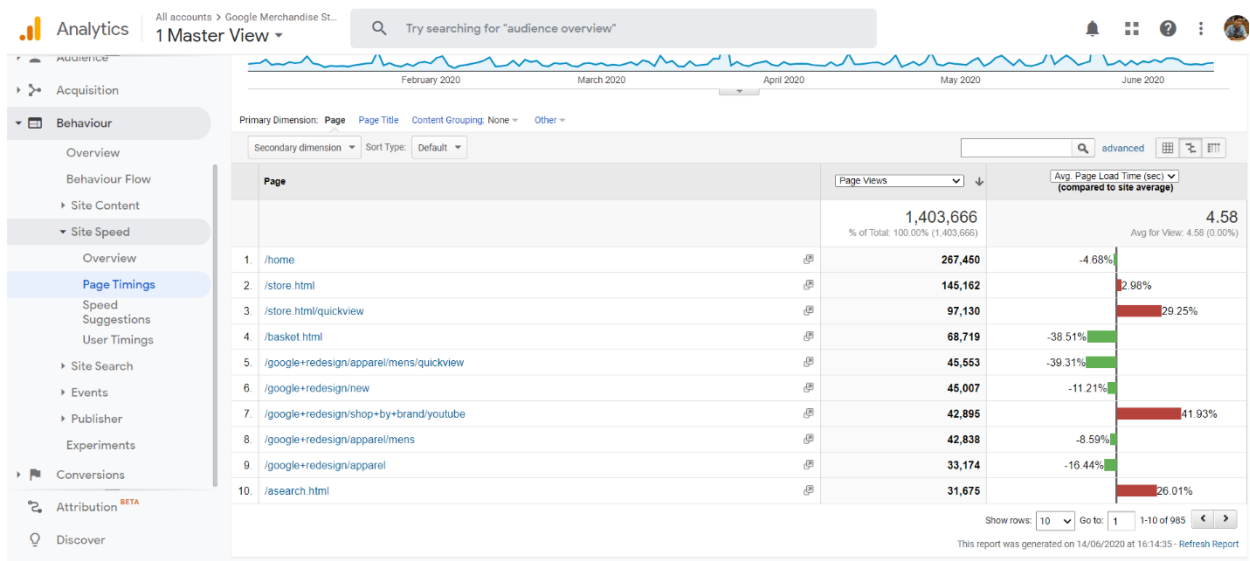 All accounts > Google Merchandise St...
Analytics
1 Master View
Try searching for "audience overview"
Audience
Acquisition
Behaviour
Overview
Behaviour Flow
Site Content
Site Speed
Overview
Page Timings
Speed
Suggestions
User Timings
Site Search
Events
Publisher
Experiments
Conversions
Attribution BETA
Discover
February 2020 March 2020 April 2020 May 2020 June 2020
Primary Dimension: Page Page Title Content Grouping: None Other
Secondary dimension Sort Type: Default advanced
Page Page Views Avg. Page Load Time (sec)
(compared to site average)
1,403,666 4.58
% of Total: 100.00% (1,403,666) Avg for View: 4.58 (0.00%)
1. /home 267,450 -4.68%
2. /store.html 145,162 2.98%
3. /store.html/quickview 97,130 29.25%
4. /basket.html 68,719 -38.51%
5. /google+redesign/apparel/mens/quickview 45,553 -39.31%
6. /google+redesign/new 45,007 -11.21%
7. /google+redesign/shop+by+brand/youtube 42,895 41.93%
8. /google+redesign/apparel/mens 42,838 -8.59%
9. /google+redesign/apparel 33,174 -16.44%
10. /asearch.html 31,675 26.01%
Show rows: 10 Go to: 1 1-10 of 985
This report was generated on 14/06/2020 at 16:14:35 - Refresh Report